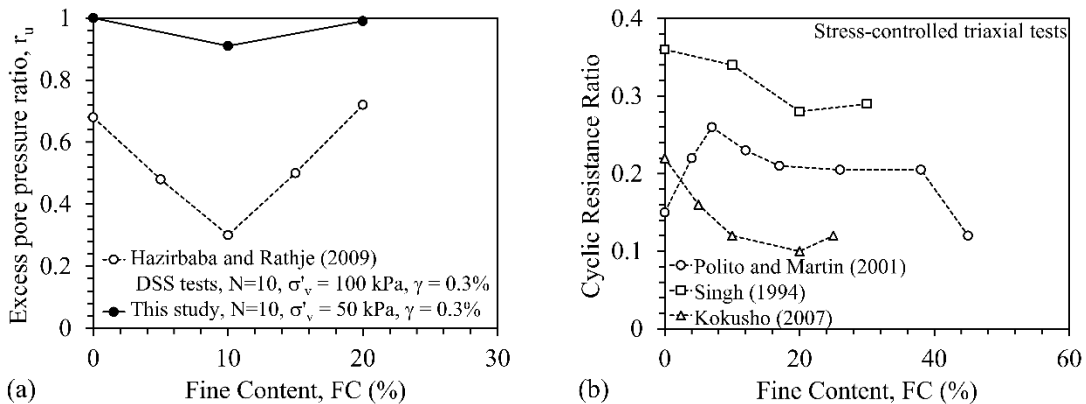 Excess pore pressure ratio, r_u
1
0.8
0.6
0.4
0.2
0
Hazirbaba and Rathje (2009)
DSS tests, N=10, σ'_v = 100 kPa, γ = 0.3%
This study, N=10, σ'_v = 50 kPa, γ = 0.3%
0 10 20 30
(a) Fine Content, FC (%)
Cyclic Resistance Ratio
0.4
0.3
0.2
0.1
0
Stress-controlled triaxial tests
Polito and Martin (2001)
Singh (1994)
Kokusho (2007)
0 20 40 60
(b) Fine Content, FC (%)